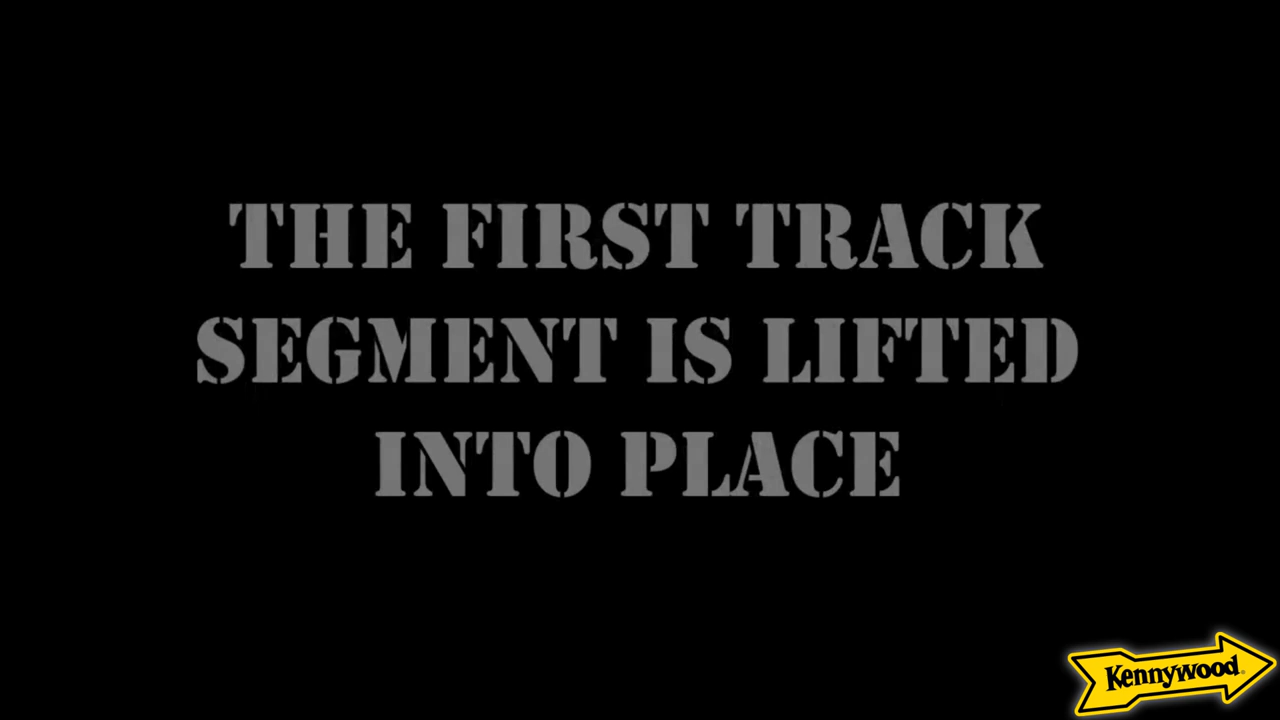 THE FIRST TRACK
SEGMENT IS LIFTED
INTO PLACE
Kennywood